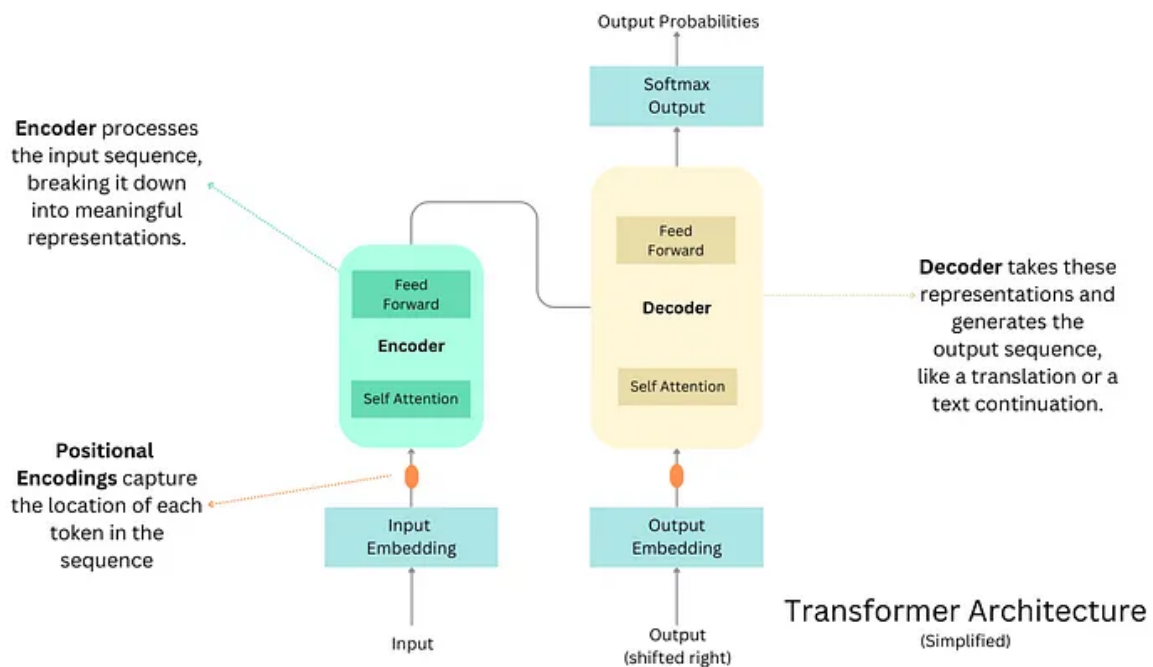 Output Probabilities
Softmax
Output
Encoder processes
the input sequence,
breaking it down
into meaningful
representations.
Feed
Forward
Encoder
Self Attention
Feed
Forward
Decoder
Self Attention
Decoder takes these
representations and
generates the
output sequence,
like a translation or a
text continuation.
Positional
Encodings capture
the location of each
token in the
sequence
Input
Embedding
Output
Embedding
Input
Output
(shifted right)
Transformer Architecture
(Simplified)